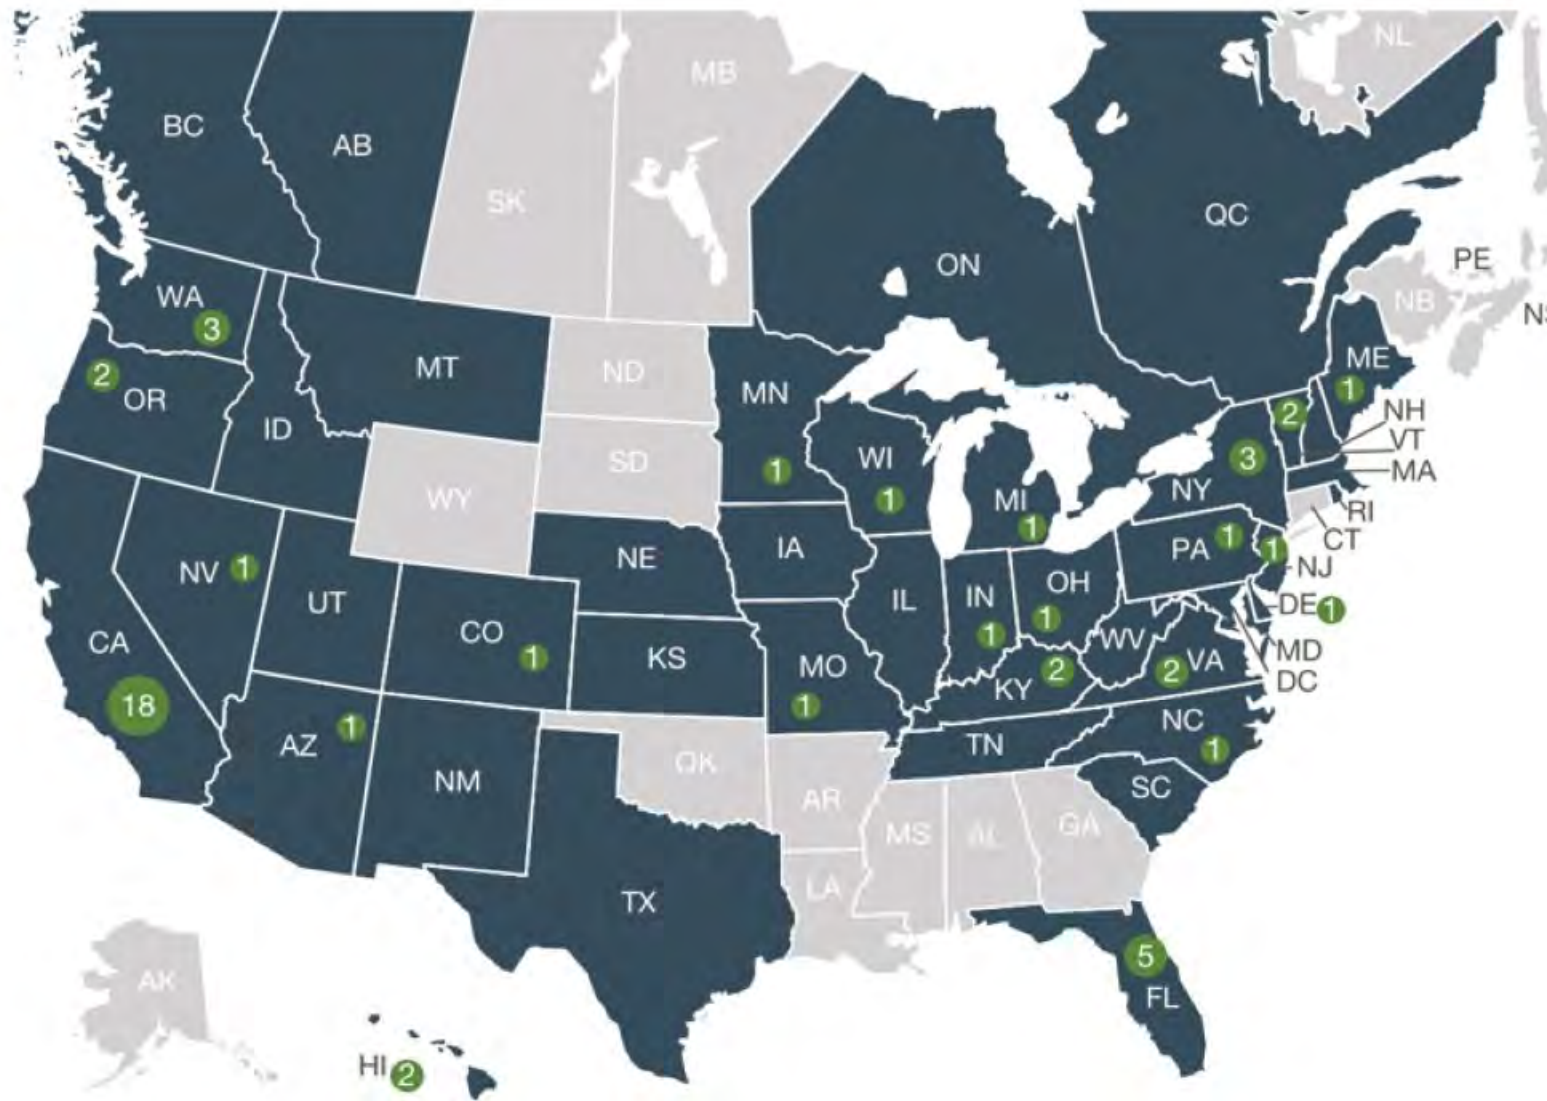 NL
MB
BC
AB
SK
QC
ON
PE
NB
WA
3
MT
ND
MN
ME
1
2
OR
ID
2
NH
VT
SD
WI
1
1
3
MA
WY
MI
1
NY
RI
CT
NV 1
NE
IA
PA 1
1
NJ
UT
IL
IN
1
OH
1
DE 1
CO
1
KS
MO
1
WV
2 VA
MD
DC
CA
18
KY 2
AZ 1
NM
OK
TN
NC
1
SC
AR
MS
AL
GA
TX
LA
5
FL
AK
HI 2